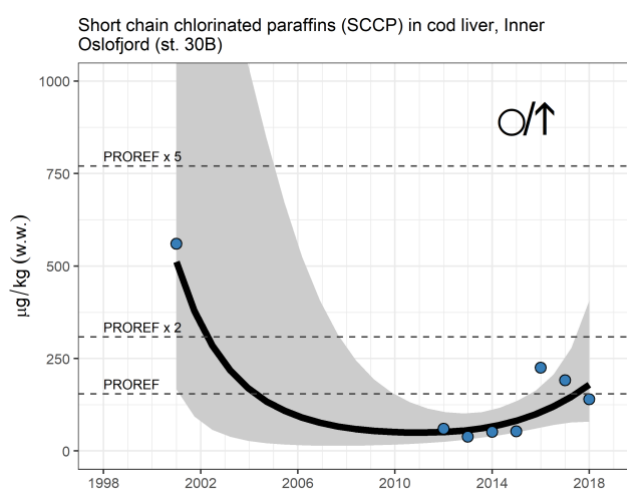 Short chain chlorinated paraffins (SCCP) in cod liver, Inner
Oslofjord (st. 30B)
○/↑
1000
PROREF x 5
750
500
PROREF x 2
250
PROREF
0
µg/kg (w.w.)
1998 2002 2006 2010 2014 2018